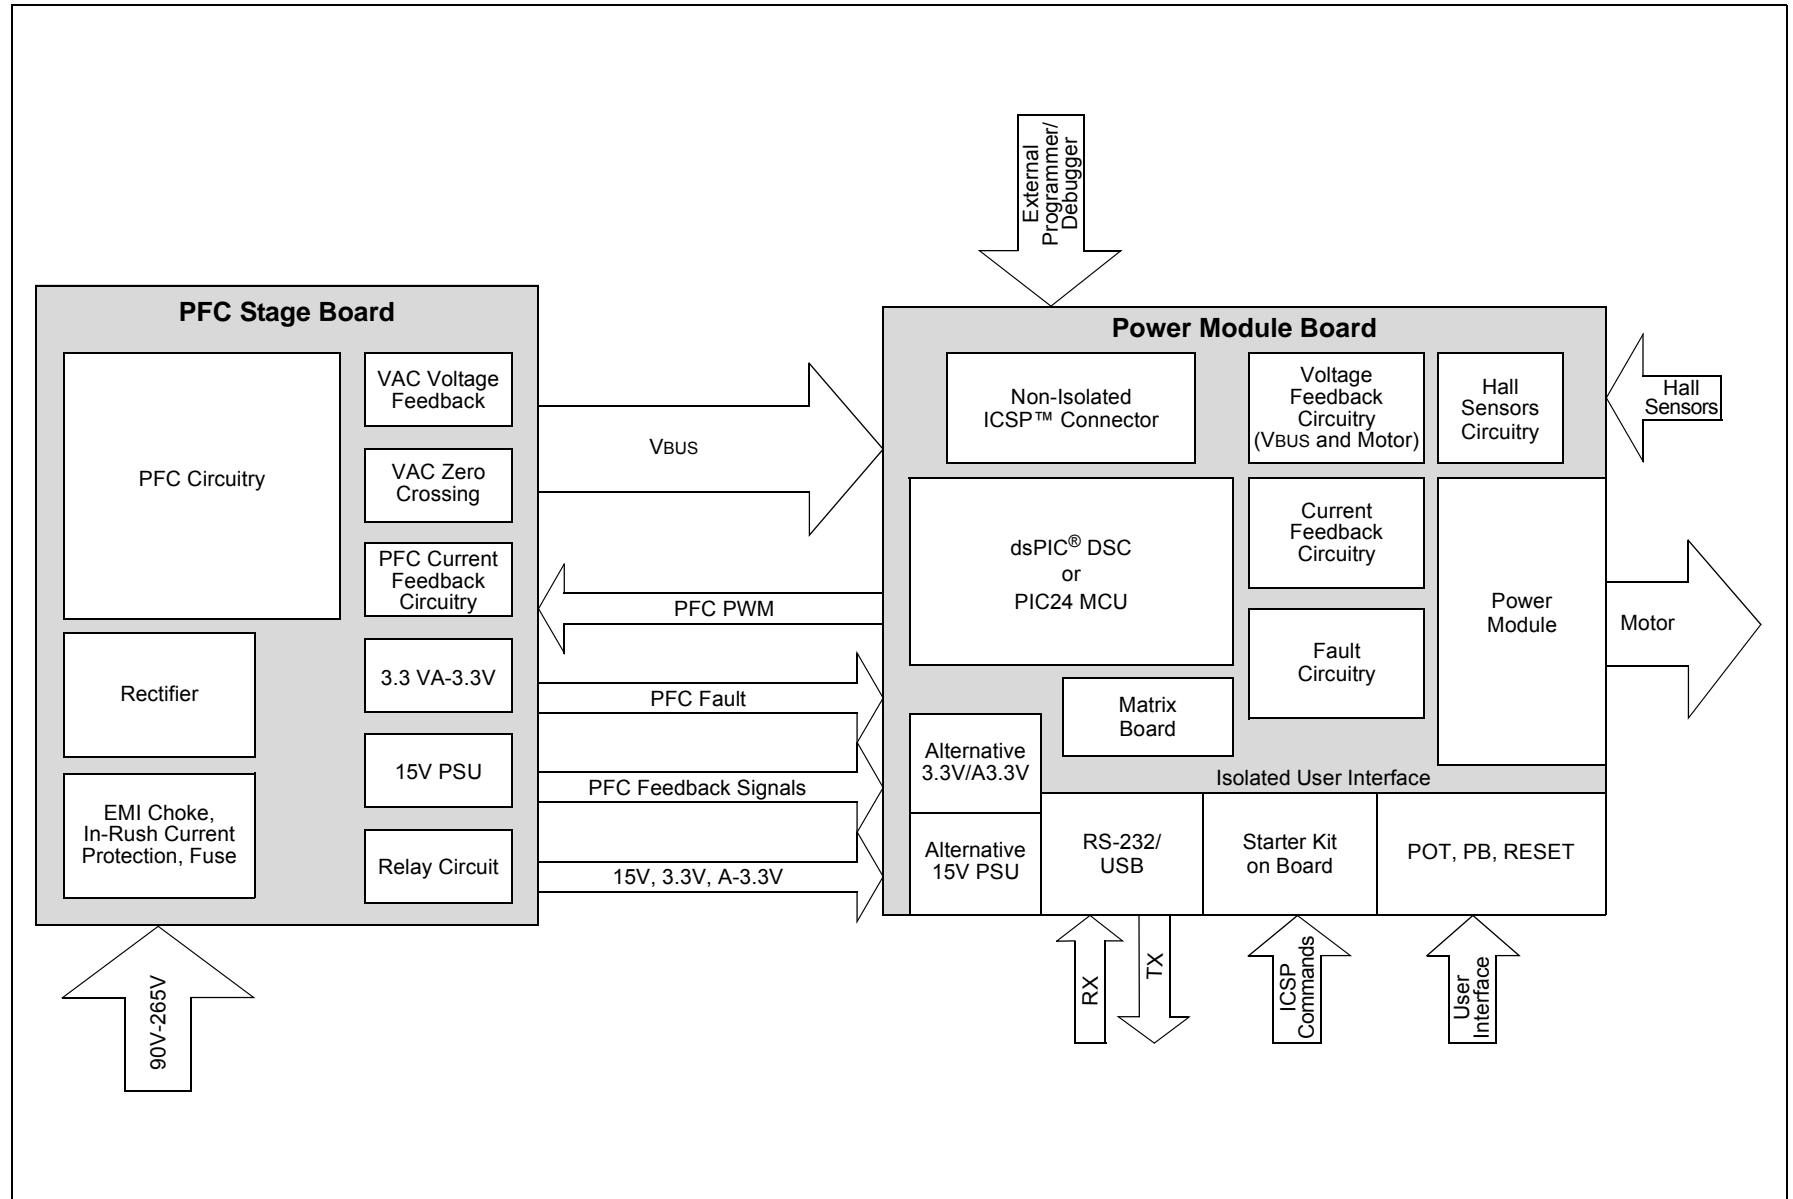 External
Programmer/
Debugger
PFC Stage Board
PFC Circuitry
VAC Voltage
Feedback
VAC Zero
Crossing
PFC Current
Feedback
Circuitry
Rectifier
3.3 VA-3.3V
15V PSU
EMI Choke,
In-Rush Current
Protection, Fuse
Relay Circuit
90V-265V
VBUS
PFC PWM
PFC Fault
PFC Feedback Signals
15V, 3.3V, A-3.3V
Power Module Board
Non-Isolated
ICSP™ Connector
Voltage
Feedback
Circuitry
(VBUS and Motor)
Hall
Sensors
Circuitry
Hall
Sensors
dsPIC® DSC
or
PIC24 MCU
Current
Feedback
Circuitry
Power
Module
Motor
Fault
Circuitry
Matrix
Board
Alternative
3.3V/A3.3V
Isolated User Interface
Alternative
15V PSU
RS-232/
USB
Starter Kit
on Board
POT, PB, RESET
RX
TX
ICSP
Commands
User
Interface